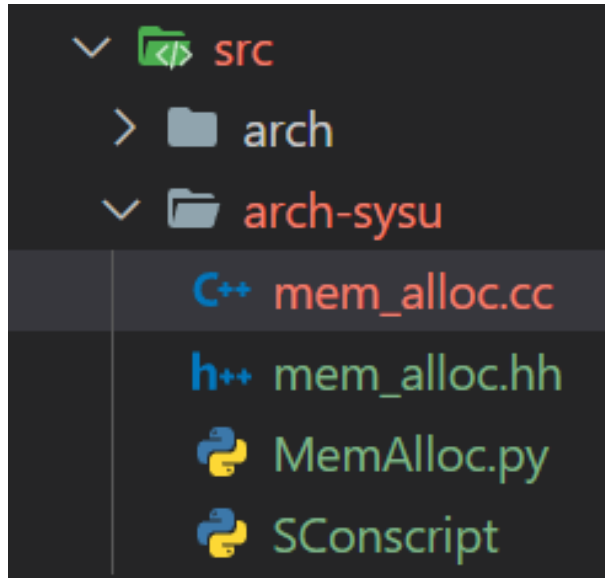 src
arch
arch-sysu
C++ mem_alloc.cc
h++ mem_alloc.hh
MemAlloc.py
SConscript